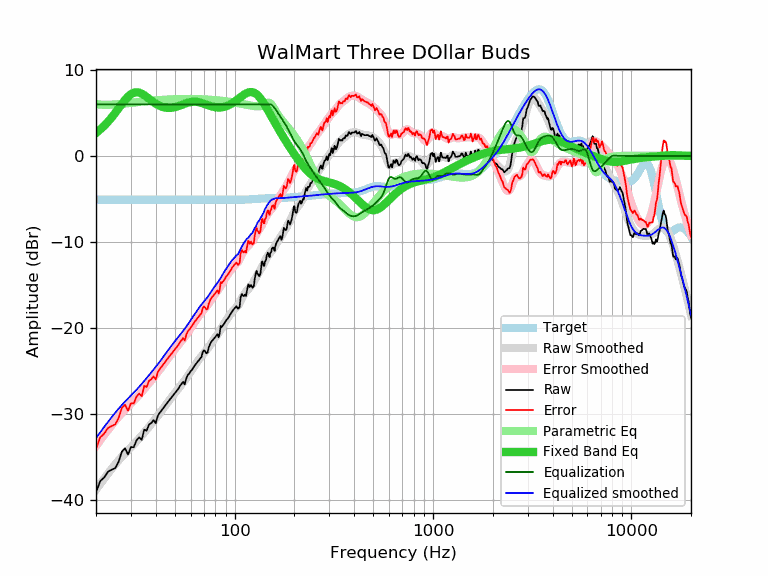 WalMart Three DOllar Buds
10
0
−10
−20
−30
−40
Amplitude (dBr)
100
1000
10000
Frequency (Hz)
Target
Raw Smoothed
Error Smoothed
Raw
Error
Parametric Eq
Fixed Band Eq
Equalization
Equalized smoothed